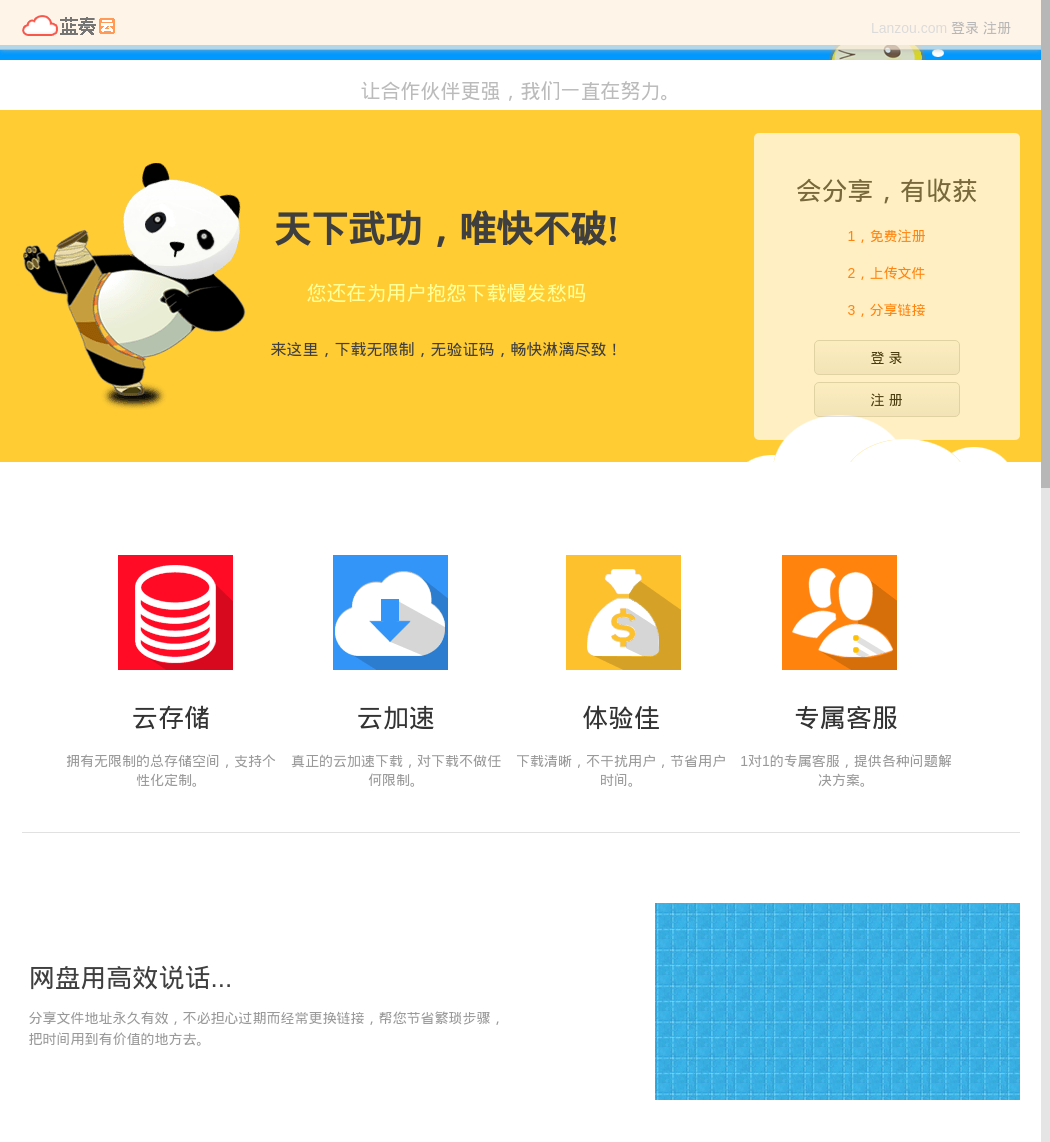 蓝奏云
Lanzou.com 登录 注册
让合作伙伴更强，我们一直在努力。
天下武功，唯快不破!
您还在为用户抱怨下载慢发愁吗
来这里，下载无限制，无验证码，畅快淋漓尽致！
会分享，有收获
1，免费注册
2，上传文件
3，分享链接
登 录
注 册
云存储
拥有无限制的总存储空间，支持个
性化定制。
云加速
真正的云加速下载，对下载不做任
何限制。
体验佳
下载清晰，不干扰用户，节省用户
时间。
专属客服
1对1的专属客服，提供各种问题解
决方案。
网盘用高效说话...
分享文件地址永久有效，不必担心过期而经常更换链接，帮您节省繁琐步骤，
把时间用到有价值的地方去。